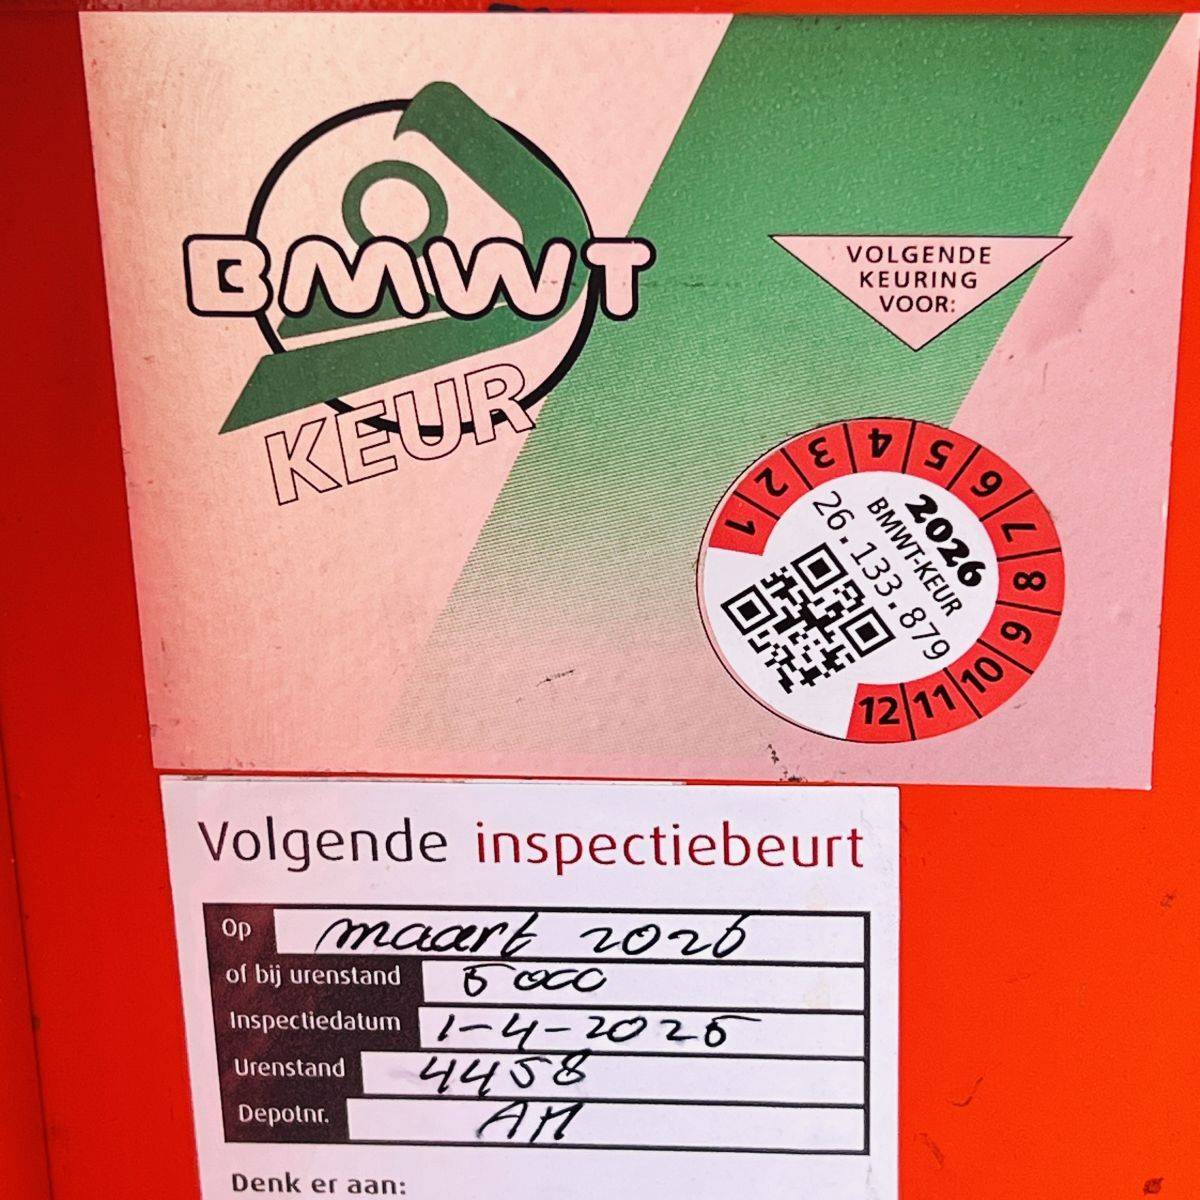 BMWT
KEUR
VOLGENDE
KEURING
VOOR:
1 2 3 4 5 6 7 8 9 10 11 12
2026
BMWT-KEUR
26.133.879
Volgende inspectiebeurt
Op maart 2026
of bij urenstand 5000
Inspectiedatum 1-4-2025
Urenstand 4458
Depotnr. AM
Denk er aan: